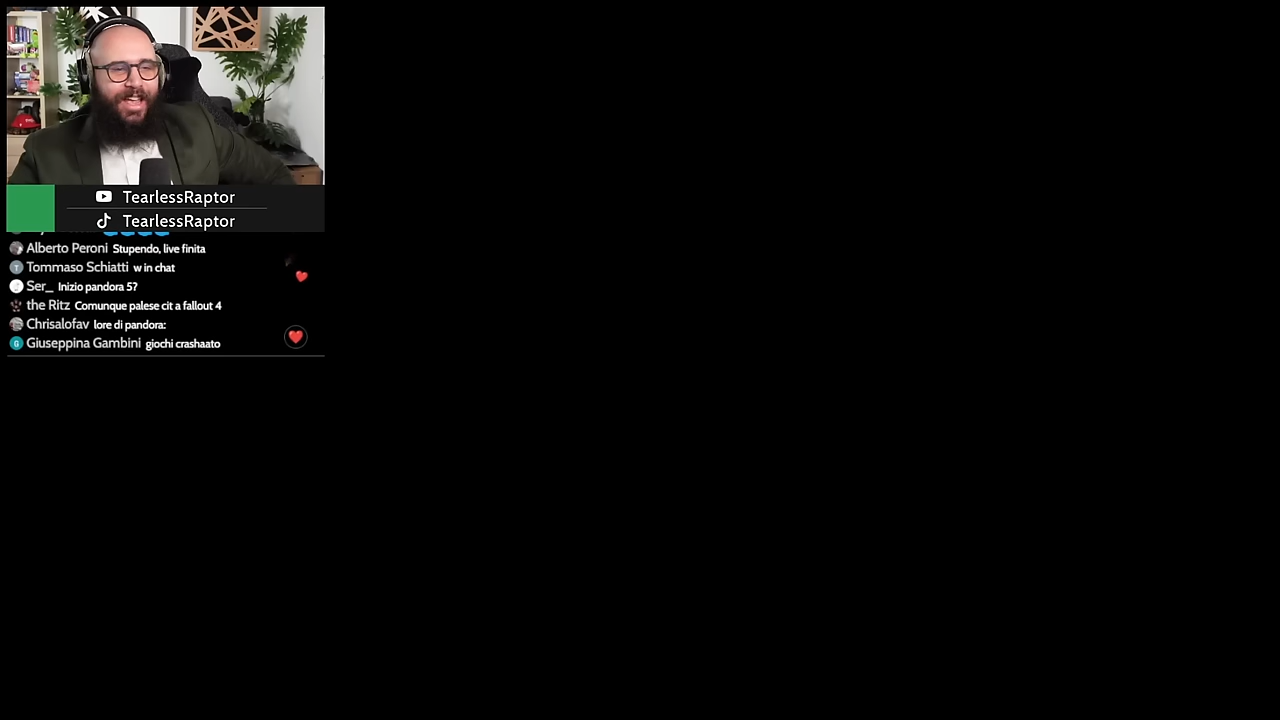 TearlessRaptor
TearlessRaptor
Alberto Peroni Stupendo, live finita
Tommaso Schiatti w in chat
Ser_ Inizio pandora 5?
the Ritz Comunque palese cit a fallout 4
Chrisalofav lore di pandora:
Giuseppina Gambini giochi crashaato